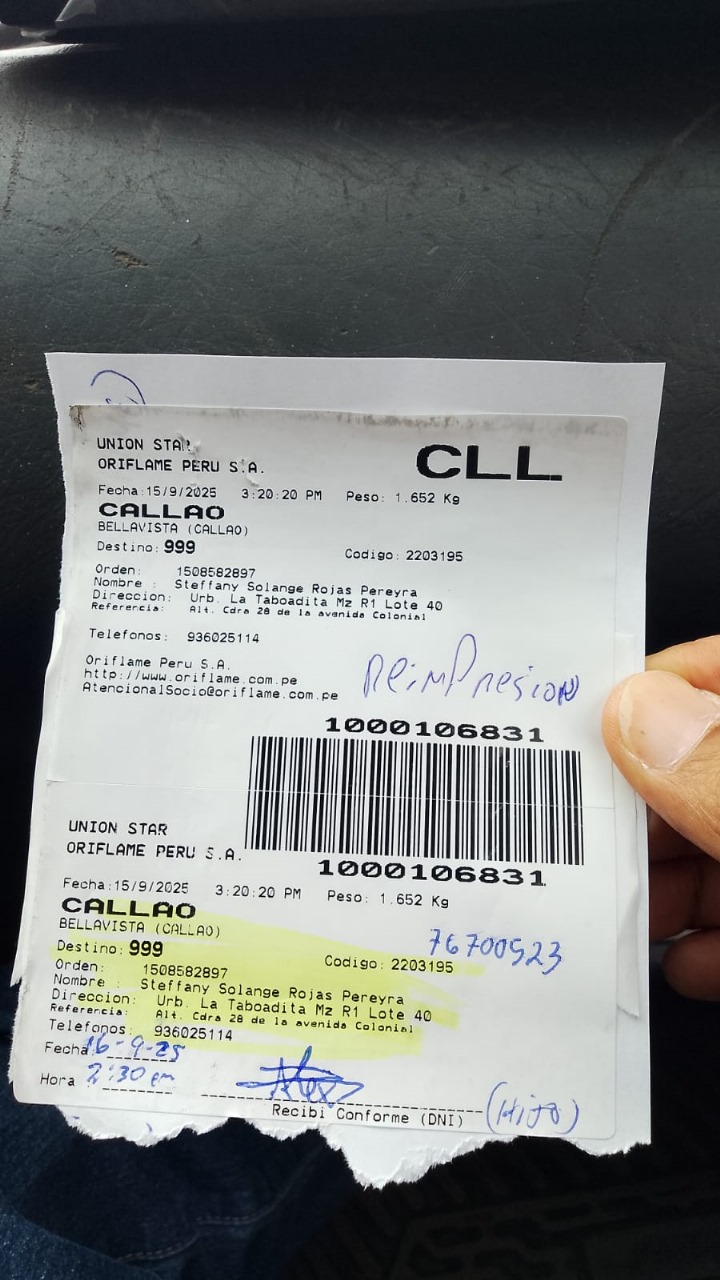 UNION STAR
ORIFLAME PERU S.A.
CLL
Fecha:15/9/2025 3:20:20 PM Peso: 1.652 Kg
CALLAO
BELLAVISTA (CALLAO)
Destino: 999
Codigo: 2203195
Orden: 1508582897
Nombre : Steffany Solange Rojas Pereyra
Direccion: Urb. La Taboadita Mz R1 Lote 40
Referencia: Alt. Cdra 28 de la avenida Colonial
Telefonos: 936025114
Oriflame Peru S.A.
http://www.oriflame.com.pe
AtencionalSocio@oriflame.com.pe
Reimpresion
1000106831
1000106831
UNION STAR
ORIFLAME PERU S.A.
Fecha:15/9/2025 3:20:20 PM Peso: 1.652 Kg
CALLAO
BELLAVISTA (CALLAO)
76700523
Destino: 999
Codigo: 2203195
Orden: 1508582897
Nombre : Steffany Solange Rojas Pereyra
Direccion: Urb. La Taboadita Mz R1 Lote 40
Referencia: Alt. Cdra 28 de la avenida Colonial
Telefonos: 936025114
Fecha 16-9-25
Hora 2:30
Recibi Conforme (DNI) (Hijo)